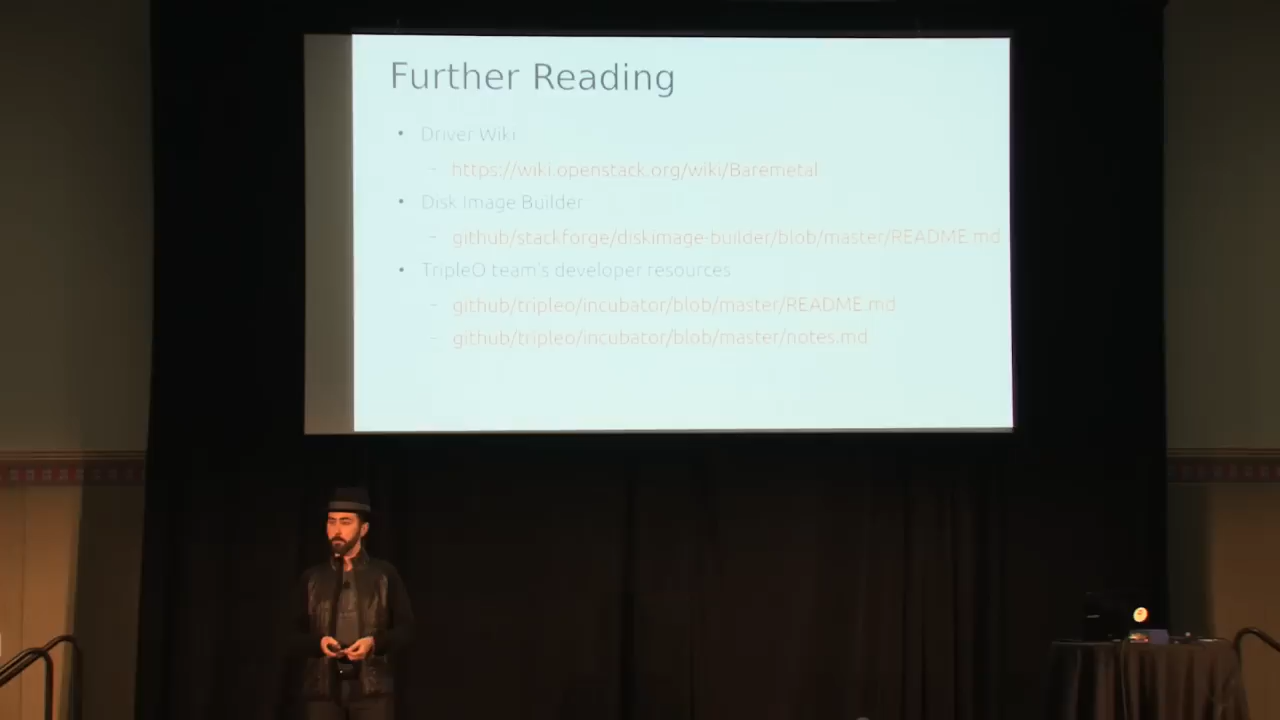 Further Reading
• Driver Wiki
– https://wiki.openstack.org/wiki/Baremetal
• Disk Image Builder
– github/stackforge/diskimage-builder/blob/master/README.md
• TripleO team's developer resources
– github/tripleo/incubator/blob/master/README.md
– github/tripleo/incubator/blob/master/notes.md